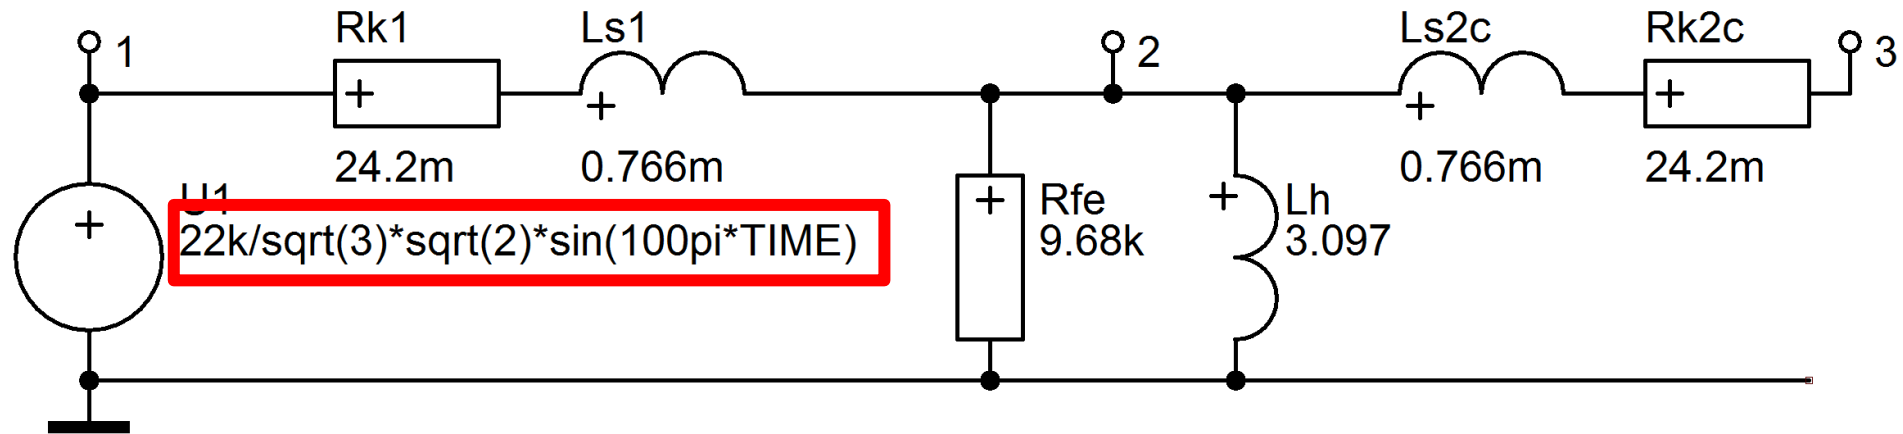 Rk1
Ls1
Ls2c
Rk2c
1
2
3
24.2m
0.766m
0.766m
24.2m
U1
22k/sqrt(3)*sqrt(2)*sin(100pi*TIME)
Rfe
9.68k
Lh
3.097